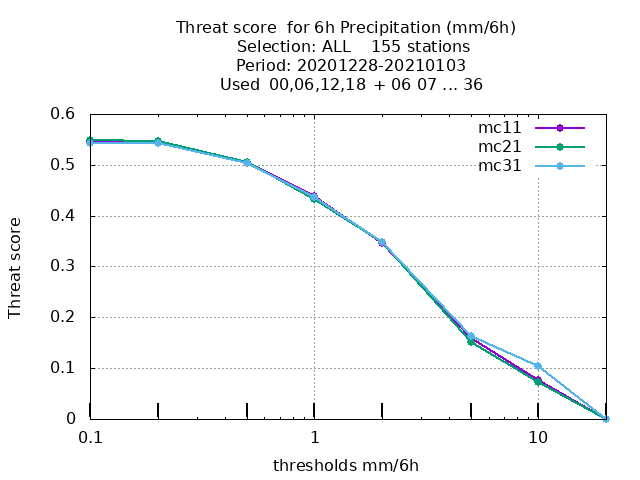 Threat score  for 6h Precipitation (mm/6h)
Selection: ALL    155 stations
Period: 20201228-20210103
Used  00,06,12,18  + 06 07 ... 36
mc11
mc21
mc31
0.6
0.5
0.4
0.3
0.2
0.1
0
Threat score
0.1 1 10
thresholds mm/6h